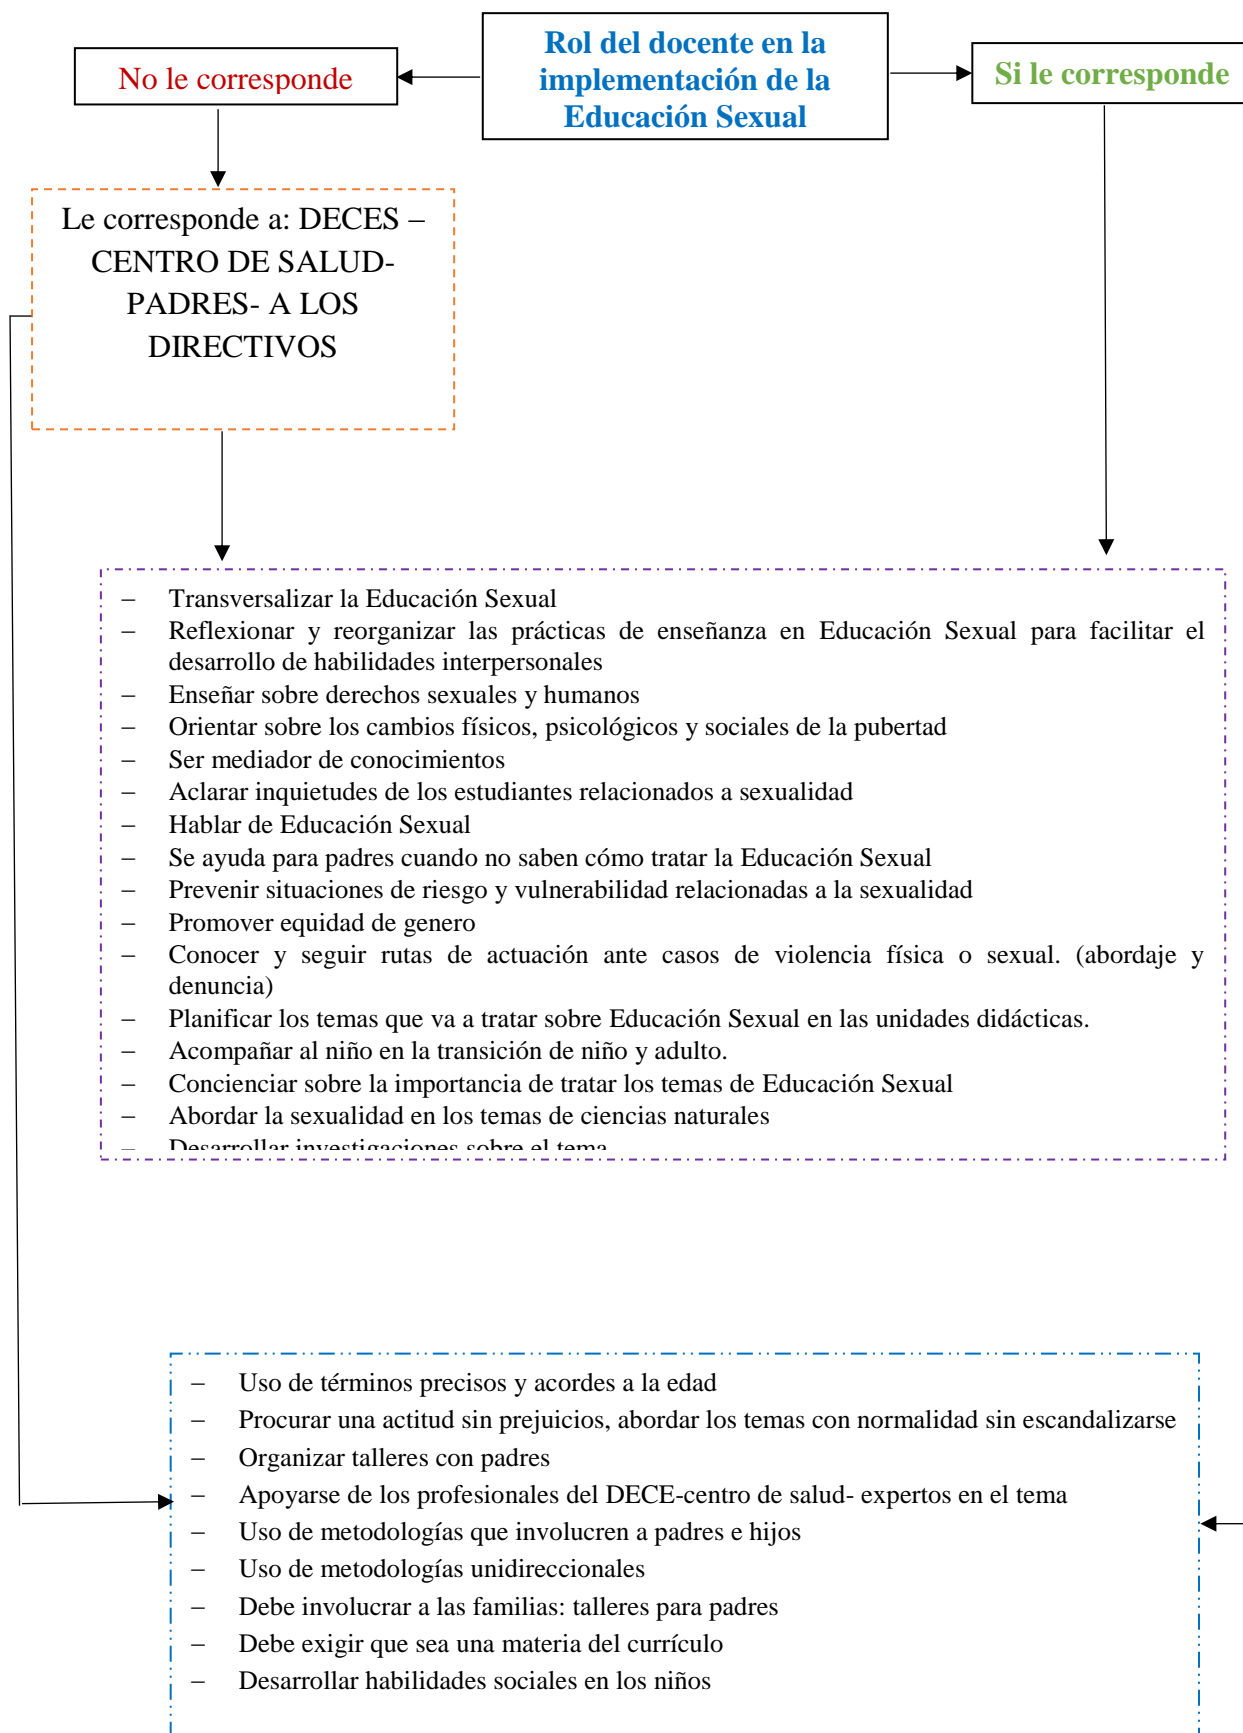 Rol del docente en la
implementación de la
Educación Sexual
No le corresponde
Si le corresponde
Le corresponde a: DECES –
CENTRO DE SALUD-
PADRES- A LOS
DIRECTIVOS
– Transversalizar la Educación Sexual
– Reflexionar y reorganizar las prácticas de enseñanza en Educación Sexual para facilitar el
desarrollo de habilidades interpersonales
– Enseñar sobre derechos sexuales y humanos
– Orientar sobre los cambios físicos, psicológicos y sociales de la pubertad
– Ser mediador de conocimientos
– Aclarar inquietudes de los estudiantes relacionados a sexualidad
– Hablar de Educación Sexual
– Se ayuda para padres cuando no saben cómo tratar la Educación Sexual
– Prevenir situaciones de riesgo y vulnerabilidad relacionadas a la sexualidad
– Promover equidad de genero
– Conocer y seguir rutas de actuación ante casos de violencia física o sexual. (abordaje y
denuncia)
– Planificar los temas que va a tratar sobre Educación Sexual en las unidades didácticas.
– Acompañar al niño en la transición de niño y adulto.
– Concienciar sobre la importancia de tratar los temas de Educación Sexual
– Abordar la sexualidad en los temas de ciencias naturales
– Desarrollar investigaciones sobre el tema
– Uso de términos precisos y acordes a la edad
– Procurar una actitud sin prejuicios, abordar los temas con normalidad sin escandalizarse
– Organizar talleres con padres
– Apoyarse de los profesionales del DECE-centro de salud- expertos en el tema
– Uso de metodologías que involucren a padres e hijos
– Uso de metodologías unidireccionales
– Debe involucrar a las familias: talleres para padres
– Debe exigir que sea una materia del currículo
– Desarrollar habilidades sociales en los niños